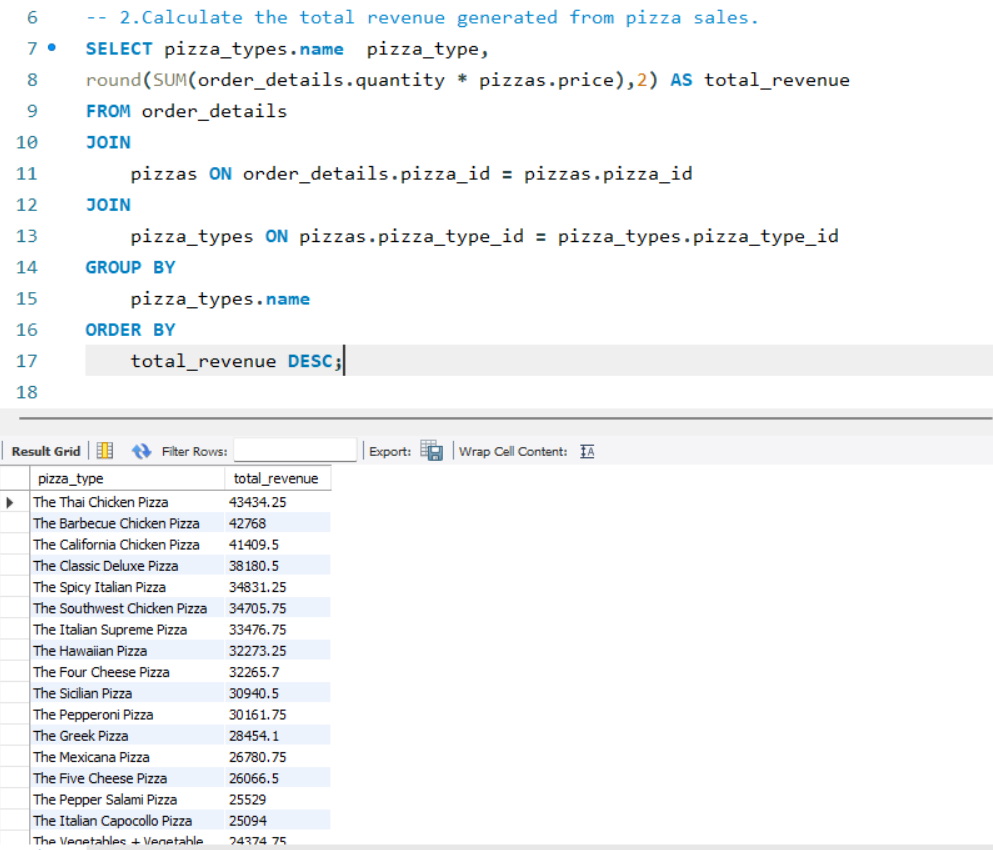 6 -- 2.Calculate the total revenue generated from pizza sales.
7 SELECT pizza_types.name  pizza_type,
8 round(SUM(order_details.quantity * pizzas.price),2) AS total_revenue
9 FROM order_details
10 JOIN
11 pizzas ON order_details.pizza_id = pizzas.pizza_id
12 JOIN
13 pizza_types ON pizzas.pizza_type_id = pizza_types.pizza_type_id
14 GROUP BY
15 pizza_types.name
16 ORDER BY
17 total_revenue DESC;
18
Result Grid Filter Rows: Export: Wrap Cell Content: IA
pizza_type total_revenue
The Thai Chicken Pizza 43434.25
The Barbecue Chicken Pizza 42768
The California Chicken Pizza 41409.5
The Classic Deluxe Pizza 38180.5
The Spicy Italian Pizza 34831.25
The Southwest Chicken Pizza 34705.75
The Italian Supreme Pizza 33476.75
The Hawaiian Pizza 32273.25
The Four Cheese Pizza 32265.7
The Sicilian Pizza 30940.5
The Pepperoni Pizza 30161.75
The Greek Pizza 28454.1
The Mexicana Pizza 26780.75
The Five Cheese Pizza 26066.5
The Pepper Salami Pizza 25529
The Italian Capocollo Pizza 25094
The Vegetables + Vegetable 24374.75